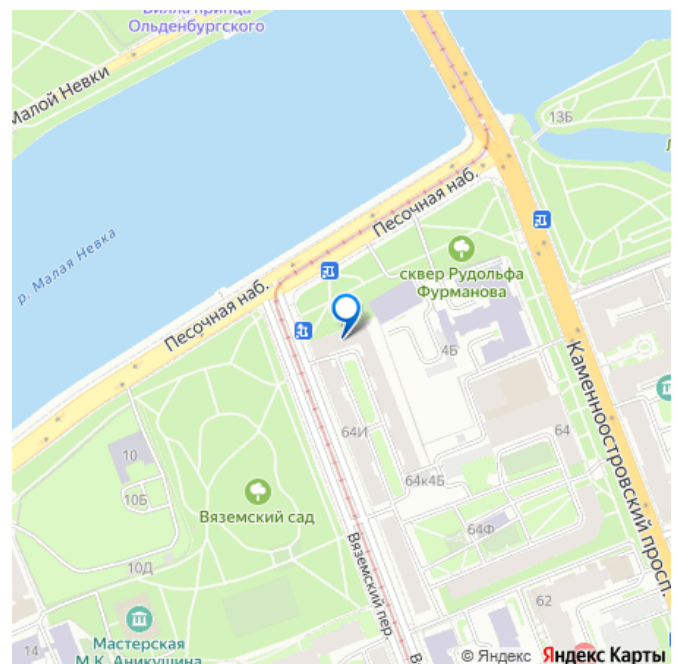 Вилла принца
Ольденбургского
Малой Невки
13Б
Песочная наб.
р. Малая Невка
сквер Рудольфа
Фурманова
Песочная наб.
4Б
Каменноостровский просп.
64И
64
10
64к4Б
10Б
Вяземский сад
64Ф
Вяземский пер.
10Д
62
14
Мастерская
М.К. Аникушина
© Яндекс Яндекс Карты